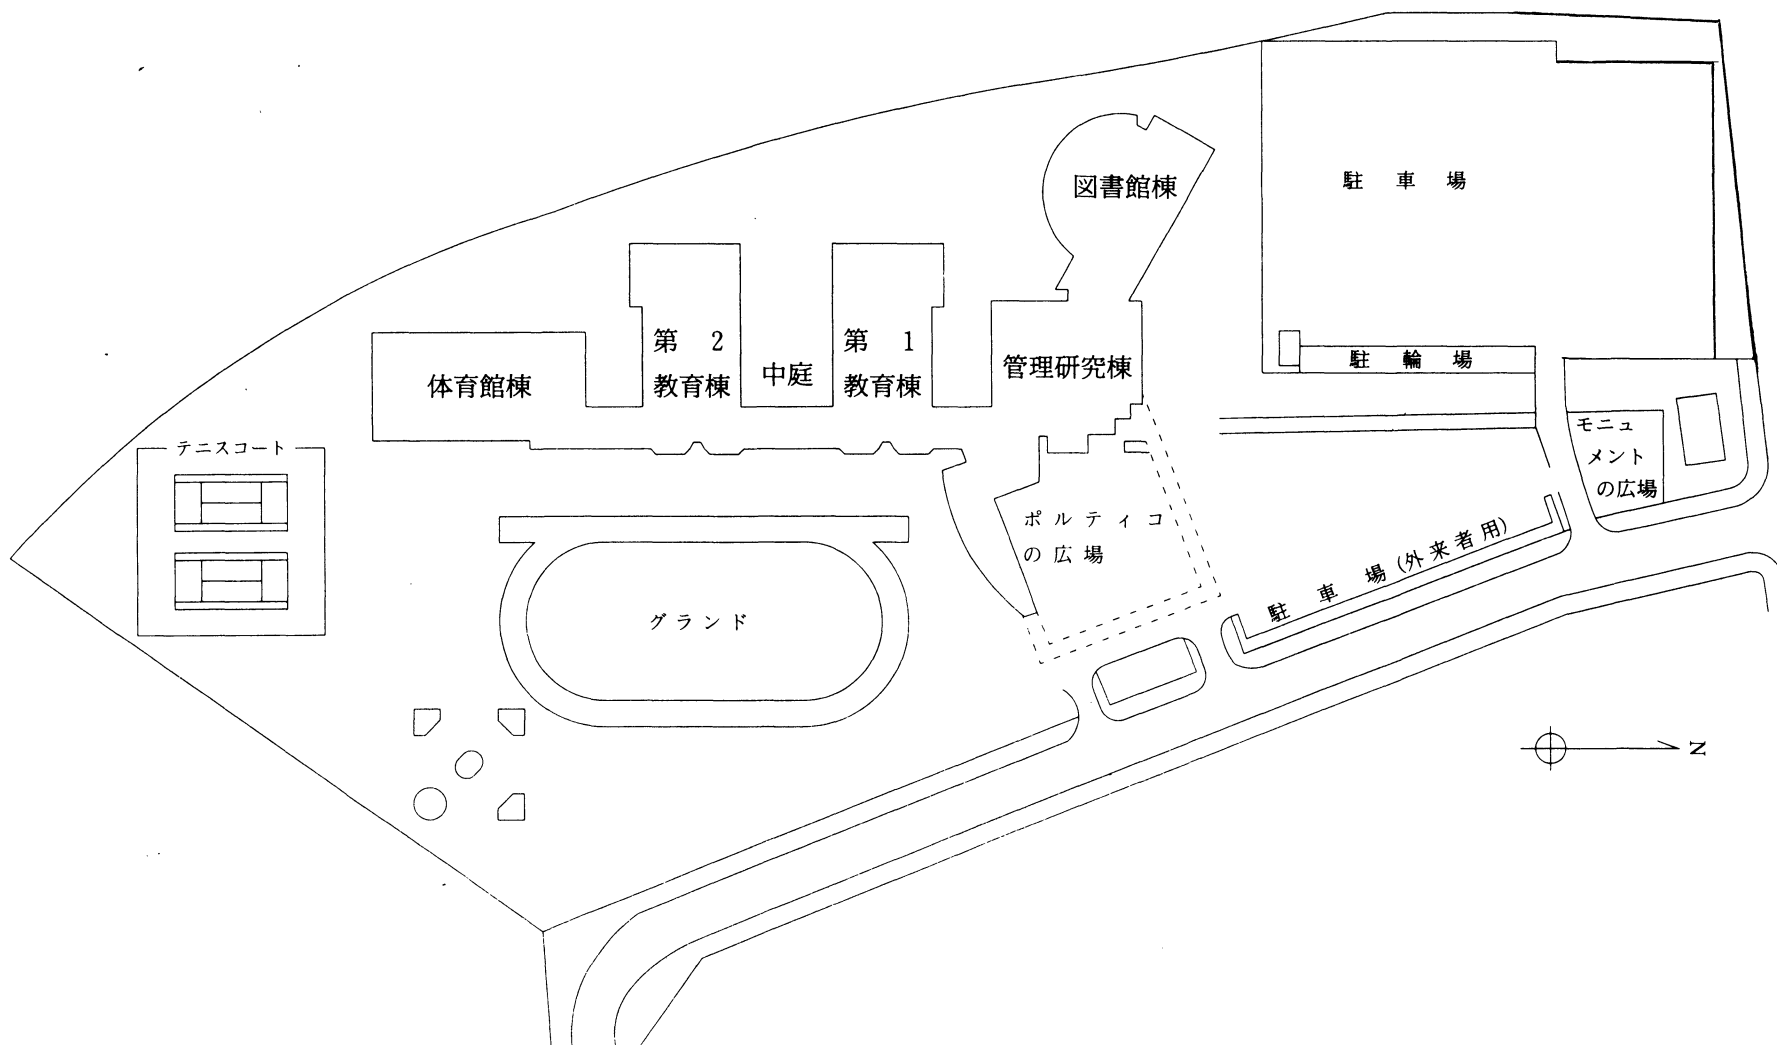 図書館棟
駐車場
第2
教育棟
中庭
第1
教育棟
管理研究棟
体育館棟
駐輪場
テニスコート
モニュ
メント
の広場
ポルティコ
の広場
駐車場(外来者用)
グランド
N